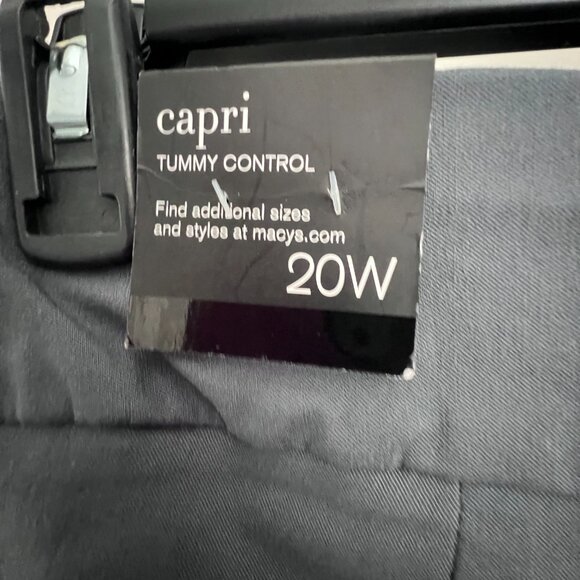 capri
TUMMY CONTROL
Find additional sizes
and styles at macys.com
20W